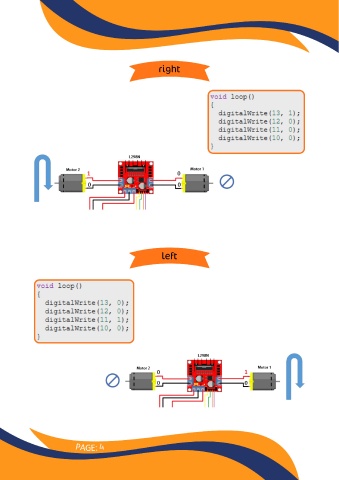 right
void loop()
{
digitalWrite(13, 1);
digitalWrite(12, 0);
digitalWrite(11, 0);
digitalWrite(10, 0);
}
L298N
Motor 2
1
0
0
0
Motor 1
left
void loop()
{
digitalWrite(13, 0);
digitalWrite(12, 0);
digitalWrite(11, 1);
digitalWrite(10, 0);
}
L298N
Motor 2
0
0
1
0
Motor 1
PAGE: 4